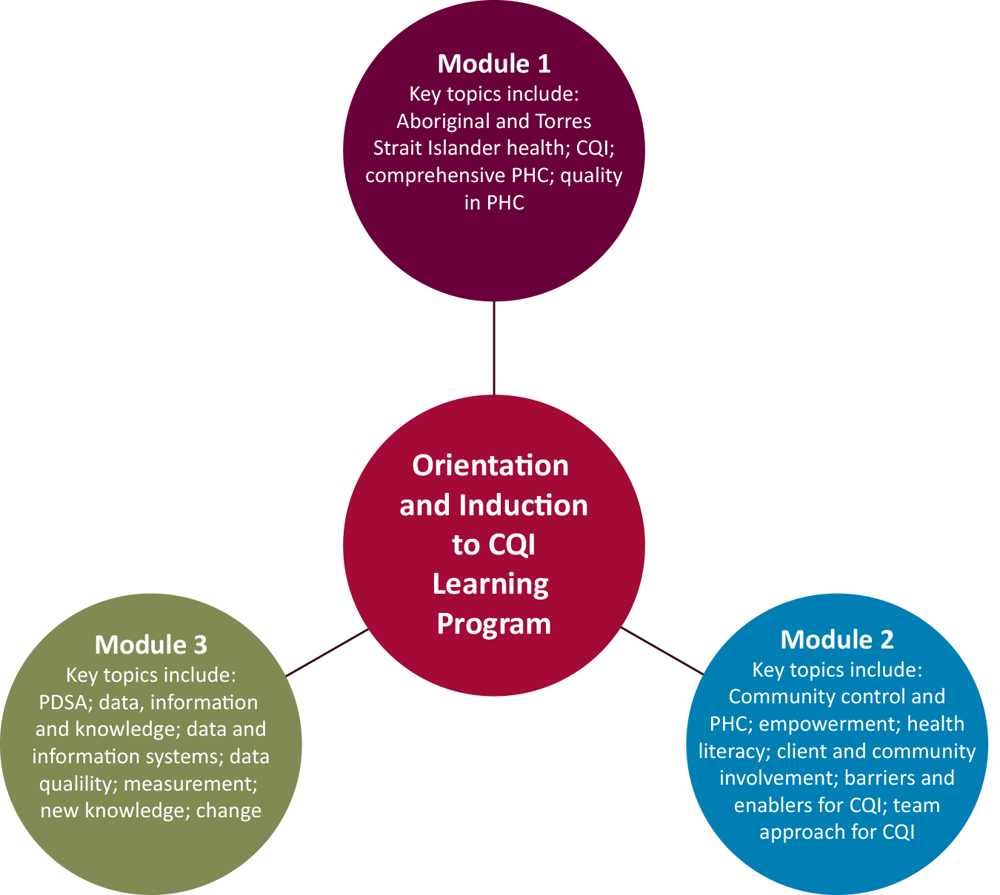 Module 1
Key topics include:
Aboriginal and Torres
Strait Islander health; CQI;
comprehensive PHC; quality
in PHC
Orientation
and Induction
to CQI
Learning
Program
Module 3
Key topics include:
PDSA; data, information
and knowledge; data and
information systems; data
qualility; measurement;
new knowledge; change
Module 2
Key topics include:
Community control and
PHC; empowerment; health
literacy; client and community
involvement; barriers and
enablers for CQI; team
approach for CQI